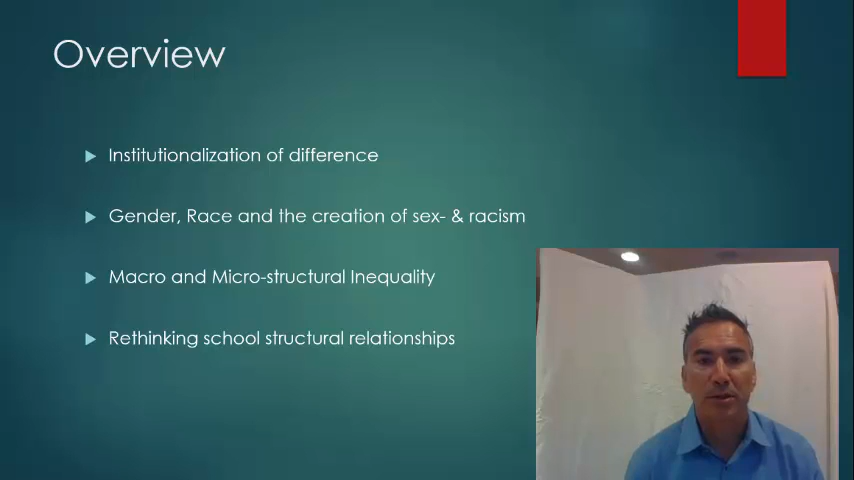 Overview
Institutionalization of difference
Gender, Race and the creation of sex- & racism
Macro and Micro-structural Inequality
Rethinking school structural relationships